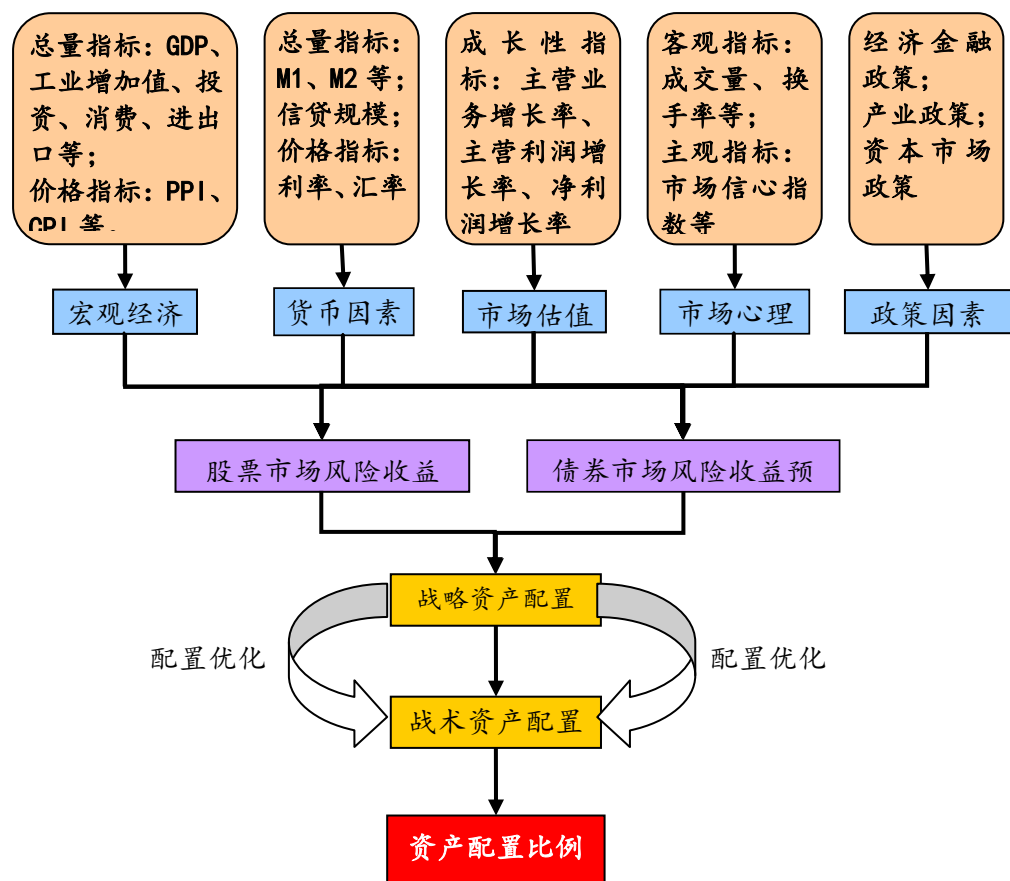 总量指标：GDP、
工业增加值、投
资、消费、进出
口等；
价格指标：PPI、
CPI 等、
总量指标：
M1、M2 等；
信贷规模；
价格指标：
利率、汇率
成长性指
标：主营业
务增长率、
主营利润增
长率、净利
润增长率
客观指标：
成交量、换
手率等；
主观指标：
市场信心指
数等
经济金融
政策；
产业政策；
资本市场
政策
宏观经济
货币因素
市场估值
市场心理
政策因素
股票市场风险收益
债券市场风险收益预
战略资产配置
配置优化
配置优化
战术资产配置
资产配置比例